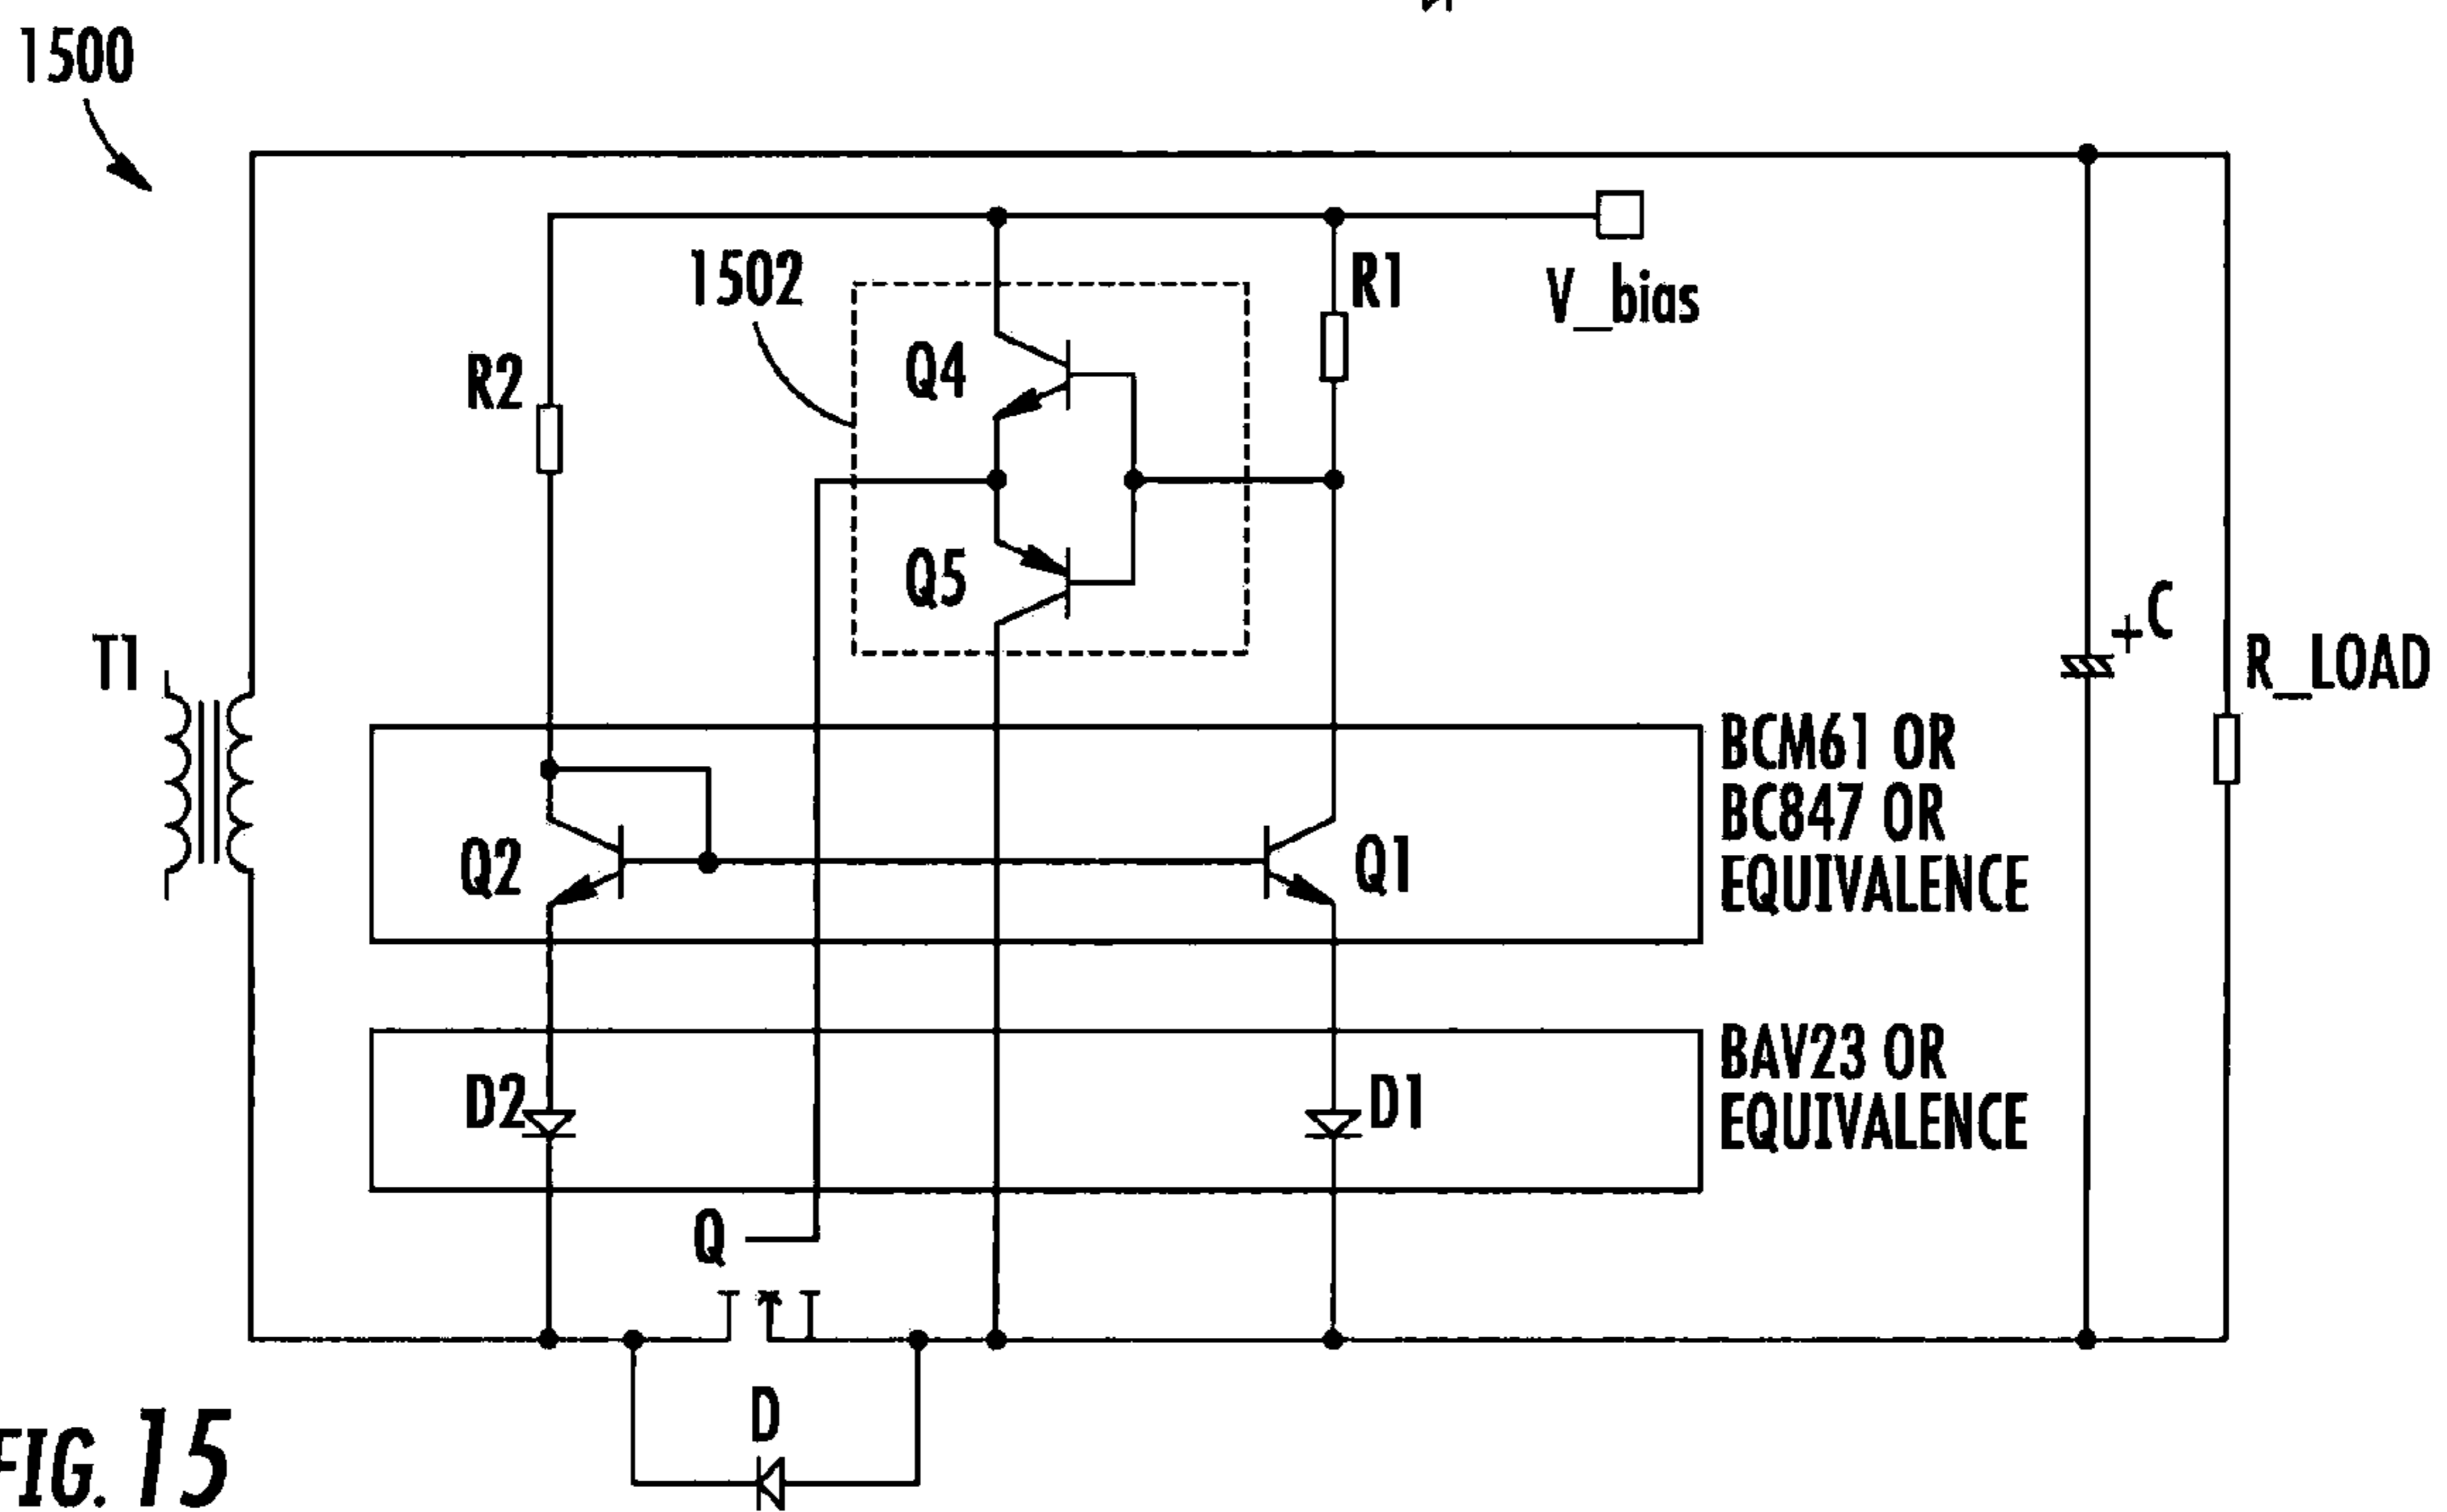 1500
1502
R1
V_bias
Q4
R2
Q5
+C
T1
R_LOAD
BCM61 OR
BC847 OR
EQUIVALENCE
Q2
Q1
BAV23 OR
EQUIVALENCE
D2
D1
Q
D
FIG. 15